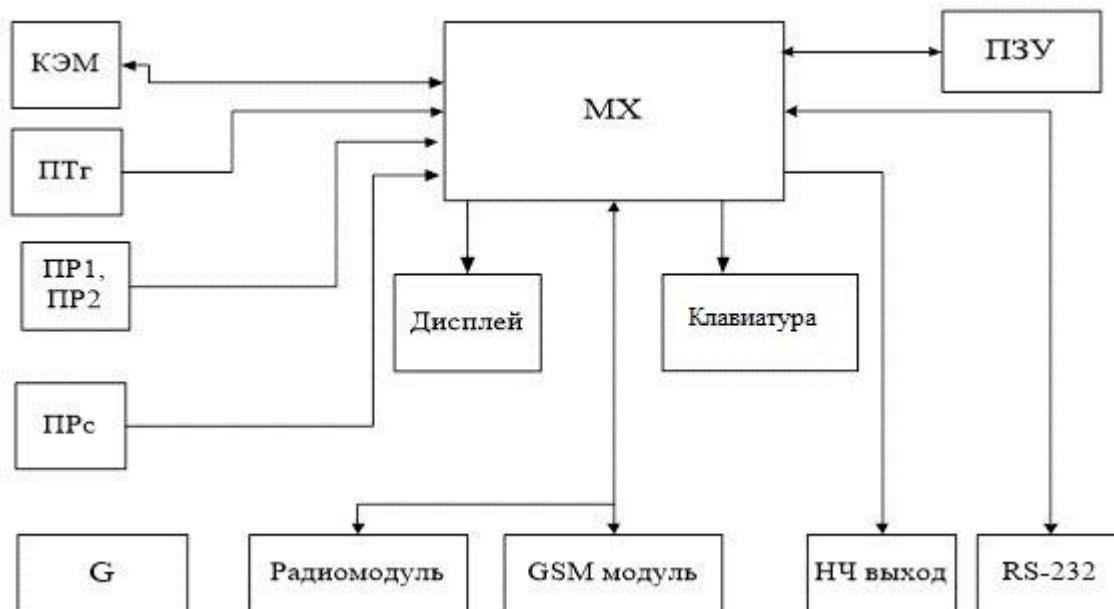 КЭМ
МХ
ПЗУ
ПТг
ПР1,
ПР2
Дисплей
Клавиатура
ПРс
G
Радиомодуль
GSM модуль
НЧ выход
RS-232